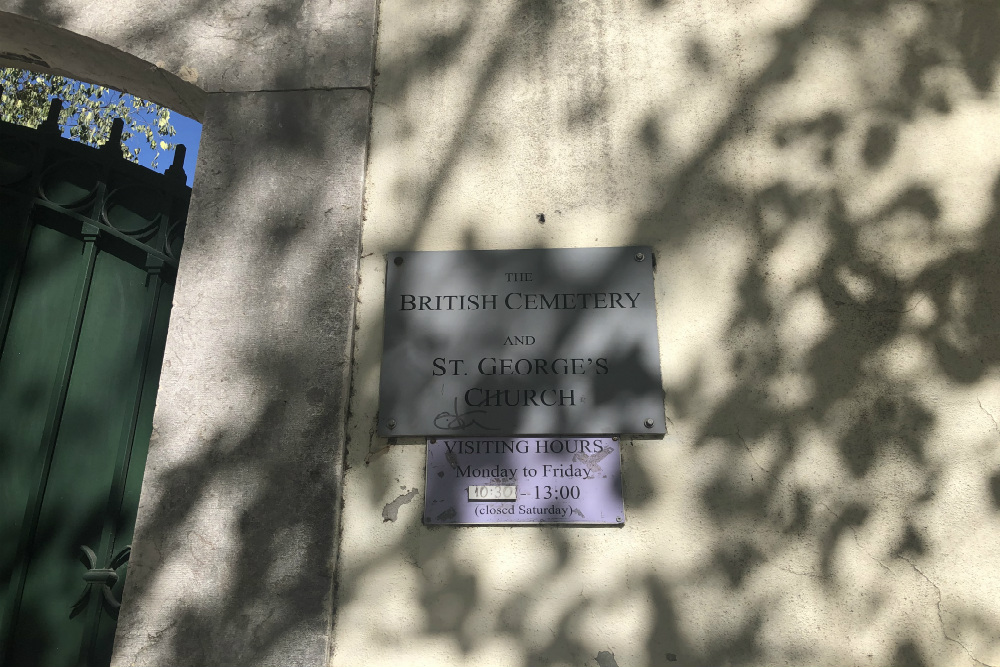 THE
BRITISH CEMETERY
AND
ST. GEORGE'S
CHURCH
VISITING HOURS
Monday to Friday
10:30 - 13:00
(closed Saturday)